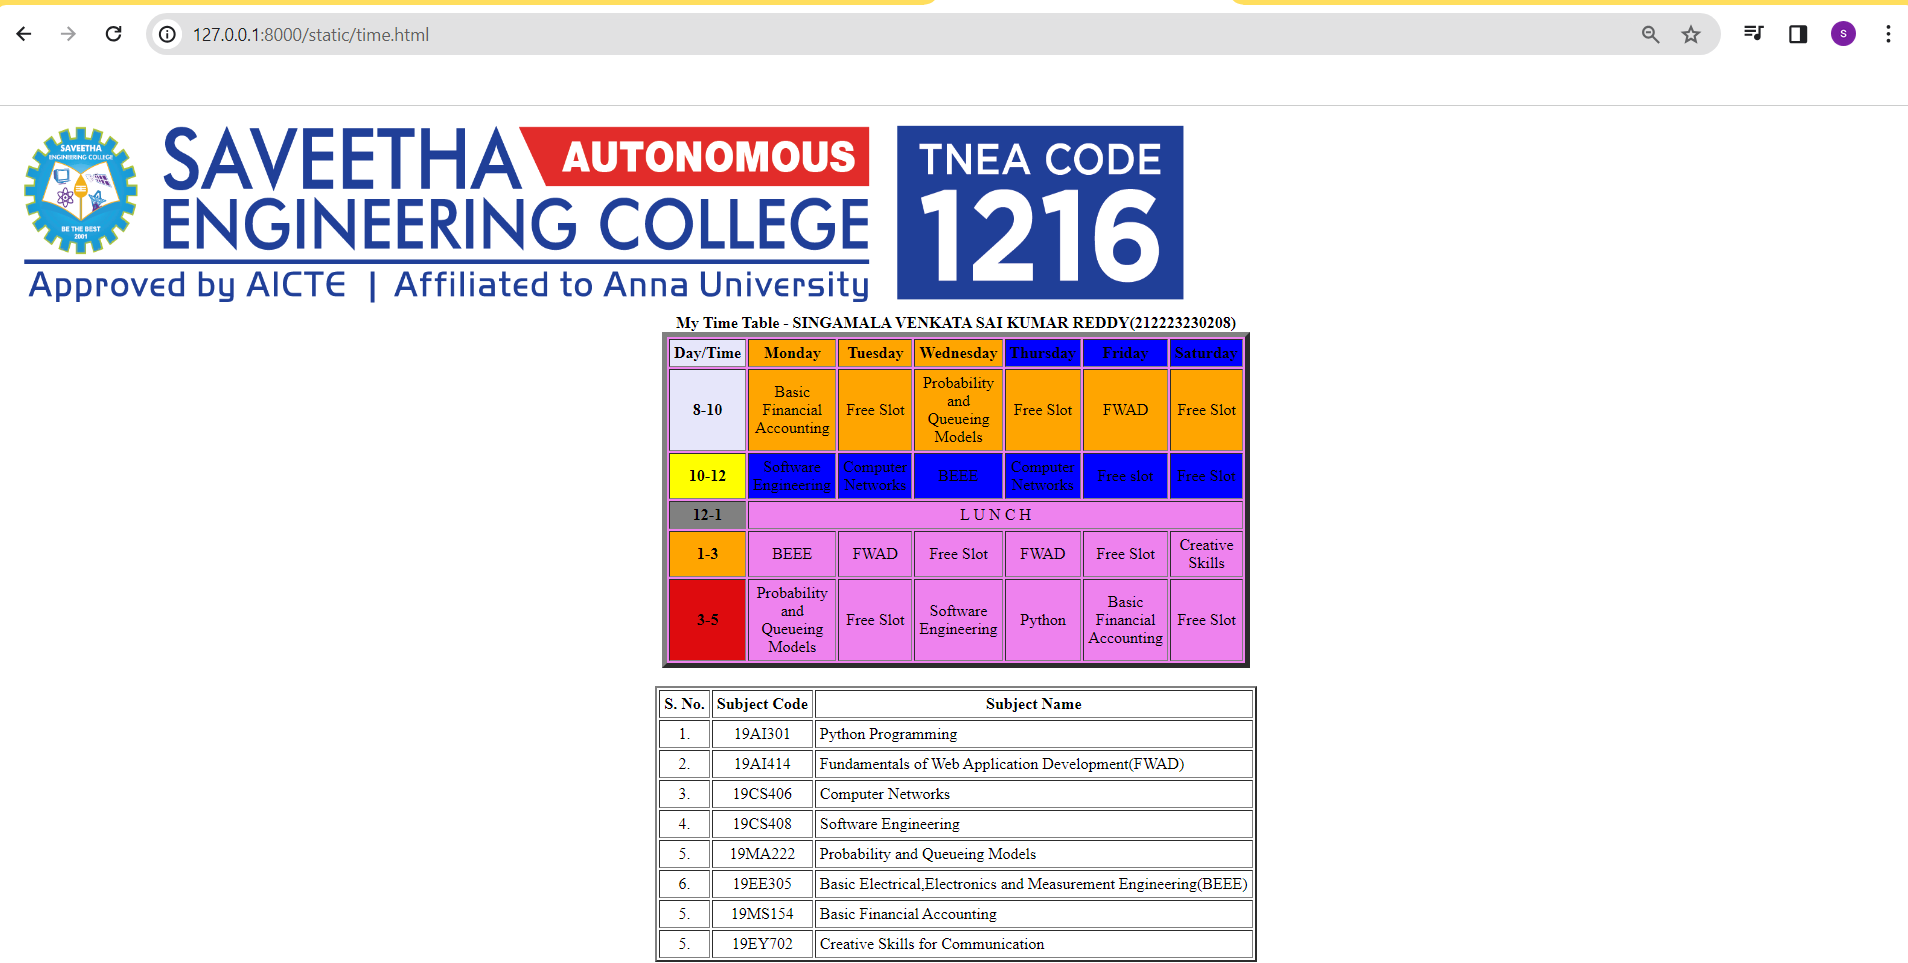 127.0.0.1:8000/static/time.html
S
SAVEETHA
ENGINEERING COLLEGE
BE THE BEST
2001
SAVEETHA AUTONOMOUS
ENGINEERING COLLEGE
Approved by AICTE | Affiliated to Anna University
TNEA CODE
1216
My Time Table - SINGAMALA VENKATA SAI KUMAR REDDY(212223230208)
Day/Time Monday Tuesday Wednesday Thursday Friday Saturday
8-10 Basic Financial Accounting Free Slot Probability and Queueing Models Free Slot FWAD Free Slot
10-12 Software Engineering Computer Networks BEEE Computer Networks Free slot Free Slot
12-1 L U N C H
1-3 BEEE FWAD Free Slot FWAD Free Slot Creative Skills
3-5 Probability and Queueing Models Free Slot Software Engineering Python Basic Financial Accounting Free Slot
S. No. Subject Code Subject Name
1. 19AI301 Python Programming
2. 19AI414 Fundamentals of Web Application Development(FWAD)
3. 19CS406 Computer Networks
4. 19CS408 Software Engineering
5. 19MA222 Probability and Queueing Models
6. 19EE305 Basic Electrical,Electronics and Measurement Engineering(BEEE)
5. 19MS154 Basic Financial Accounting
5. 19EY702 Creative Skills for Communication